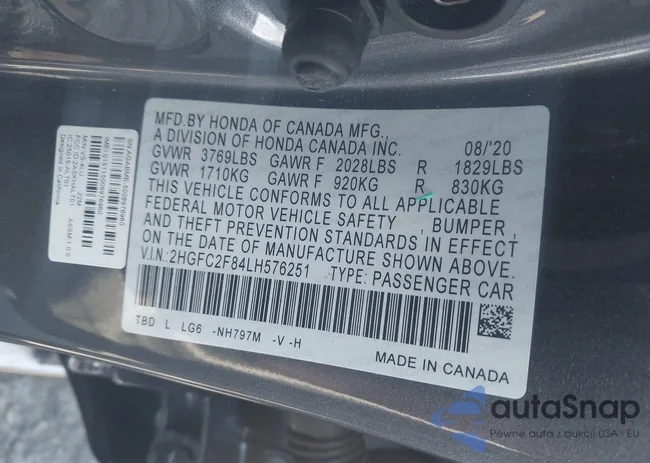 MFD.BY HONDA OF CANADA MFG.,
A DIVISION OF HONDA CANADA INC. 08/'20
GVWR 3769LBS GAWR F 2028LBS R 1829LBS
GVWR 1710KG GAWR F 920KG R 830KG
THIS VEHICLE CONFORMS TO ALL APPLICABLE
FEDERAL MOTOR VEHICLE SAFETY , BUMPER ,
AND THEFT PREVENTION STANDARDS IN EFFECT
ON THE DATE OF MANUFACTURE SHOWN ABOVE.
V.I.N.:2HGFC2F84LH576251 TYPE: PASSENGER CAR
TBD L LG6 -NH797M -V -H
MADE IN CANADA
Designed in California
autaSnap
Pewne auta z aukcji USA i EU